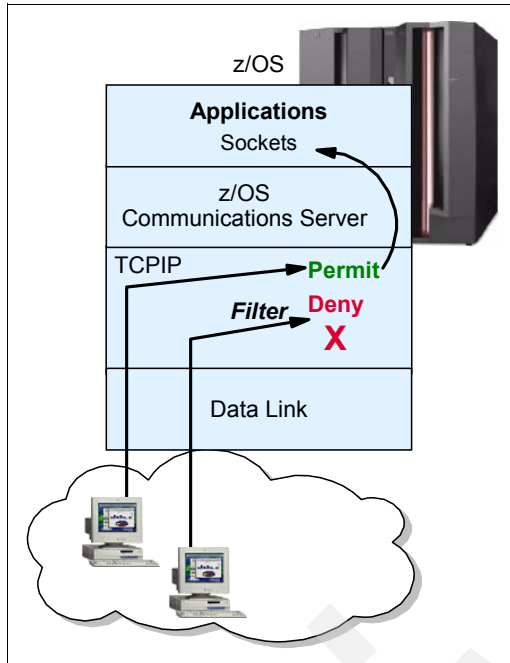 z/OS
Applications
Sockets
z/OS
Communications Server
TCPIP
Permit
Filter
Deny
X
Data Link